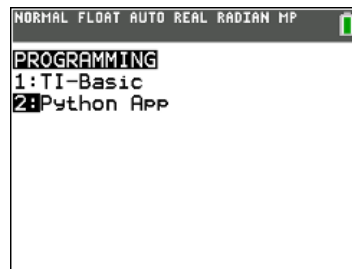 NORMAL FLOAT AUTO REAL RADIAN MP
PROGRAMMING
1:TI-Basic
2:Python App